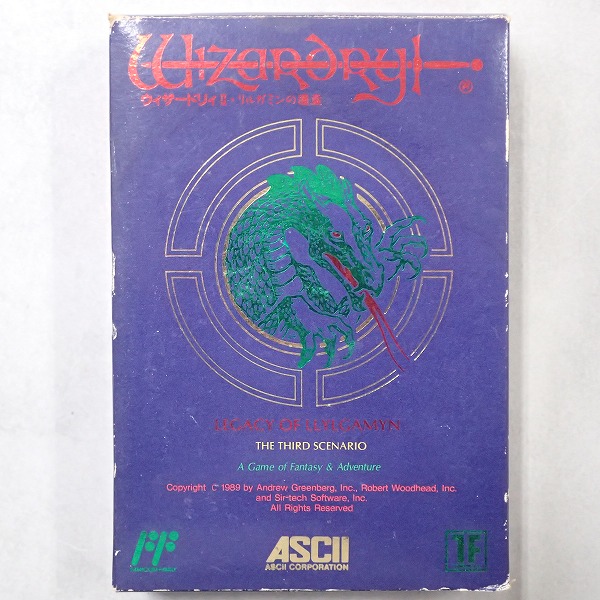 Wizardry
®
ウィザードリィII・リルガミンの遺産
LEGACY OF LLYLGAMYN
THE THIRD SCENARIO
A Game of Fantasy & Adventure
Copyright C 1989 by Andrew Greenberg, Inc., Robert Woodhead, Inc.
and Sir-tech Software, Inc.
All Rights Reserved
ASCII
ASCII CORPORATION